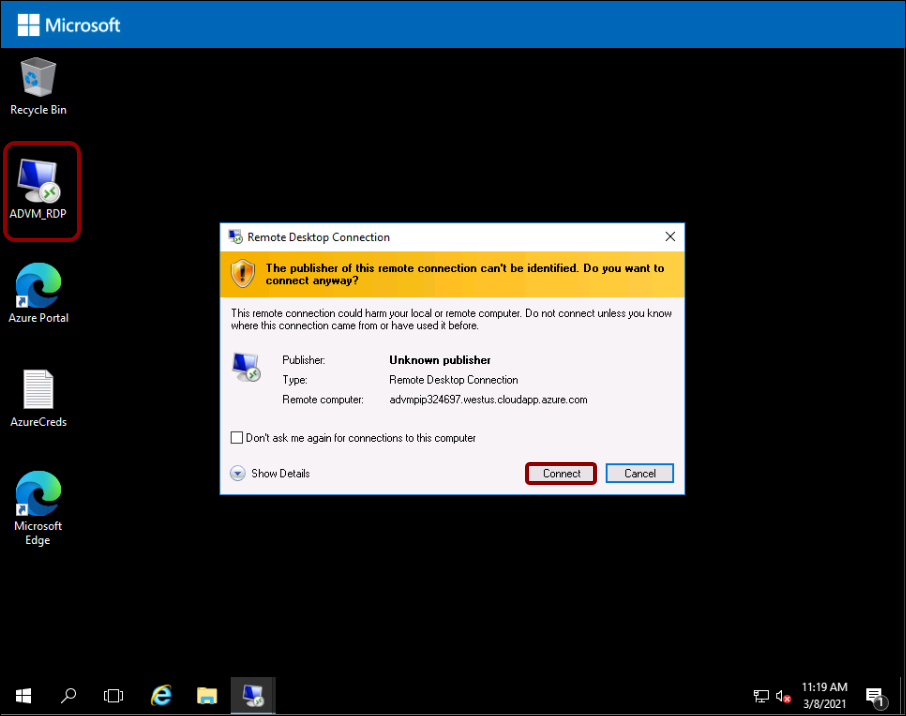 Microsoft
Recycle Bin
ADVM_RDP
Azure Portal
AzureCreds
Microsoft
Edge
Remote Desktop Connection
The publisher of this remote connection can't be identified. Do you want to
connect anyway?
This remote connection could harm your local or remote computer. Do not connect unless you know
where this connection came from or have used it before.
Publisher: Unknown publisher
Type: Remote Desktop Connection
Remote computer: advmpip324697.westus.cloudapp.azure.com
Don't ask me again for connections to this computer
Show Details Connect Cancel
11:19 AM
3/8/2021
1